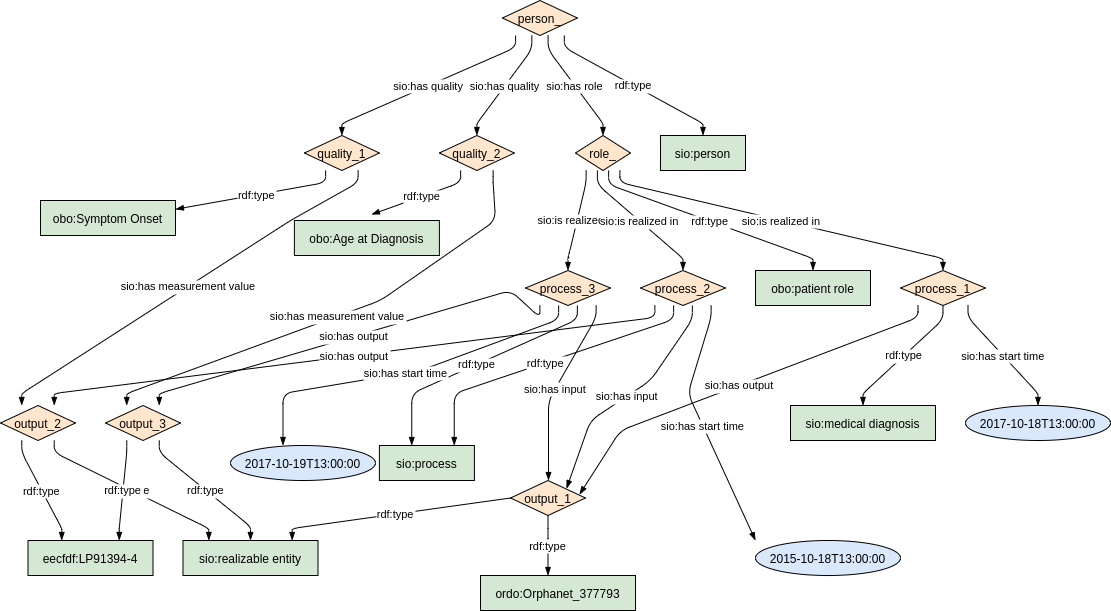 person_
sio:has quality
sio:has quality
sio:has role
rdf:type
quality_1
quality_2
role_
sio:person
rdf:type
rdf:type
obo:Symptom Onset
obo:Age at Diagnosis
sio:is realized
sio:is realized in
rdf:type
sio:is realized in
sio:has measurement value
process_3
process_2
obo:patient role
process_1
sio:has measurement value
sio:has output
sio:has output
sio:has start time
rdf:type
rdf:type
rdf:type
sio:has start time
sio:has input
sio:has input
sio:has output
output_2
output_3
sio:medical diagnosis
2017-10-18T13:00:00
sio:has start time
2017-10-19T13:00:00
sio:process
rdf:type
rdf:type e
rdf:type
output_1
rdf:type
rdf:type
eecfdf:LP91394-4
sio:realizable entity
2015-10-18T13:00:00
ordo:Orphanet_377793